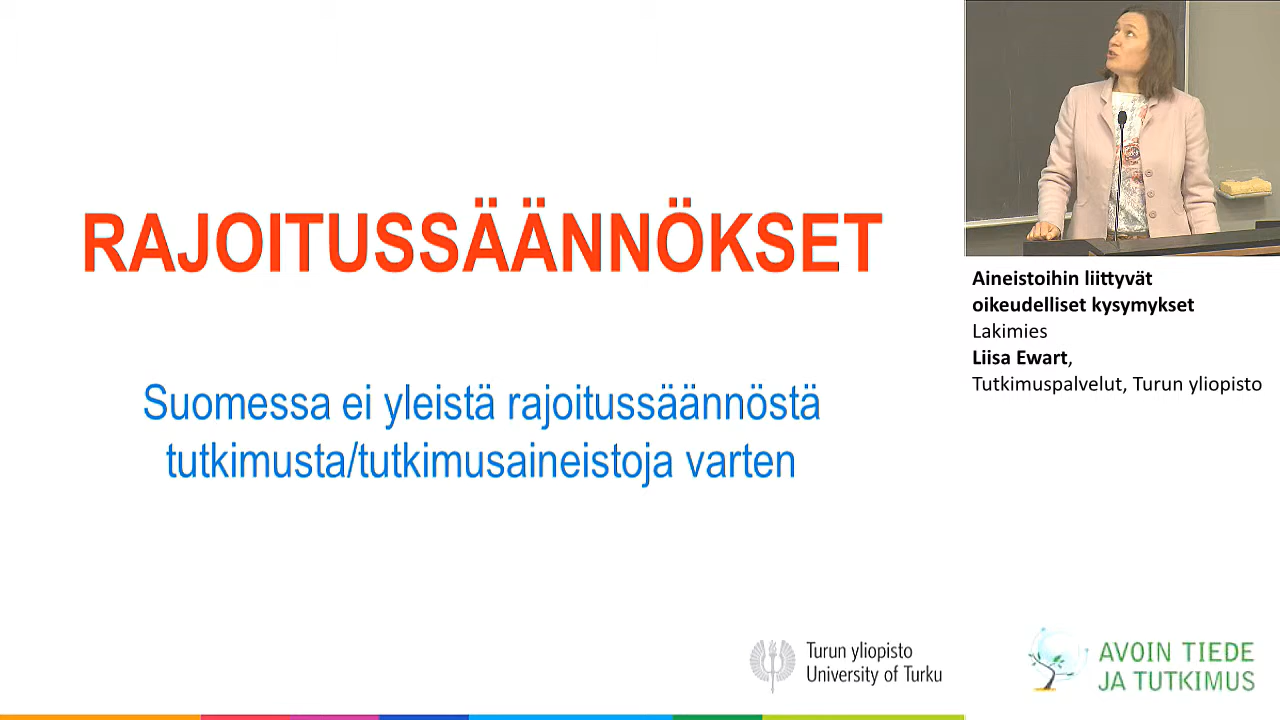 RAJOITUSSÄÄNNÖKSET
Suomessa ei yleistä rajoitussäännöstä
tutkimusta/tutkimusaineistoja varten
Aineistoihin liittyvät
oikeudelliset kysymykset
Lakimies
Liisa Ewart,
Tutkimuspalvelut, Turun yliopisto
Turun yliopisto
University of Turku
AVOIN TIEDE
JA TUTKIMUS